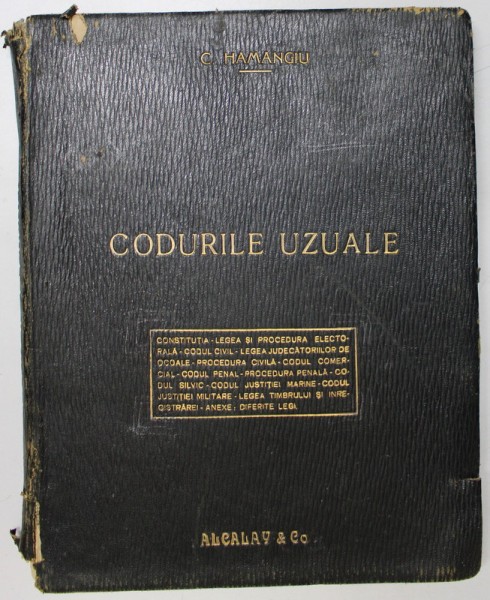 C. HAMANGIU
CODURILE UZUALE
CONSTITUȚIA - LEGEA ȘI PROCEDURA ELECTO-
RALĂ - CODUL CIVIL - LEGEA JUDECĂTORIILOR DE
OCOALE - PROCEDURA CIVILĂ - CODUL COMER-
CIAL - CODUL PENAL - PROCEDURA PENALĂ - CO-
DUL SILVIC - CODUL JUSTIȚIEI MARINE - CODUL
JUSTIȚIEI MILITARE - LEGEA TIMBRULUI ȘI INRE-
GISTRĂREI - ANEXE: DIFERITE LEGI.
ALCALAY & Co.